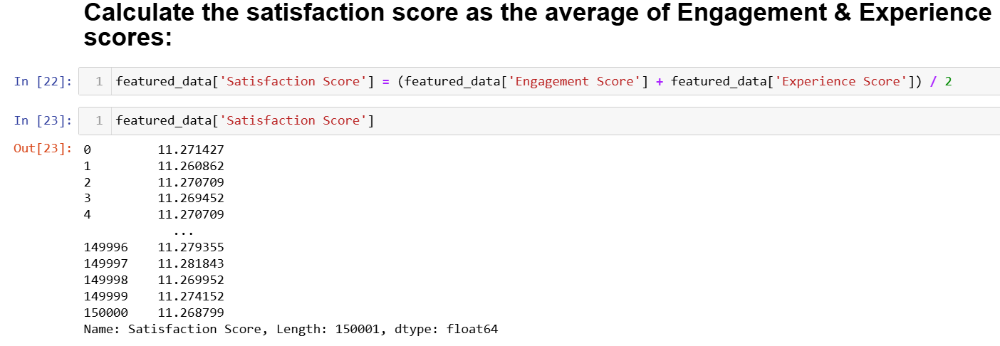 Calculate the satisfaction score as the average of Engagement & Experience
scores:
In [22]: 1 featured_data['Satisfaction Score'] = (featured_data['Engagement Score'] + featured_data['Experience Score']) / 2
In [23]: 1 featured_data['Satisfaction Score']
Out[23]: 0 11.271427
1 11.260862
2 11.270709
3 11.269452
4 11.270709
...
149996 11.279355
149997 11.281843
149998 11.269952
149999 11.274152
150000 11.268799
Name: Satisfaction Score, Length: 150001, dtype: float64